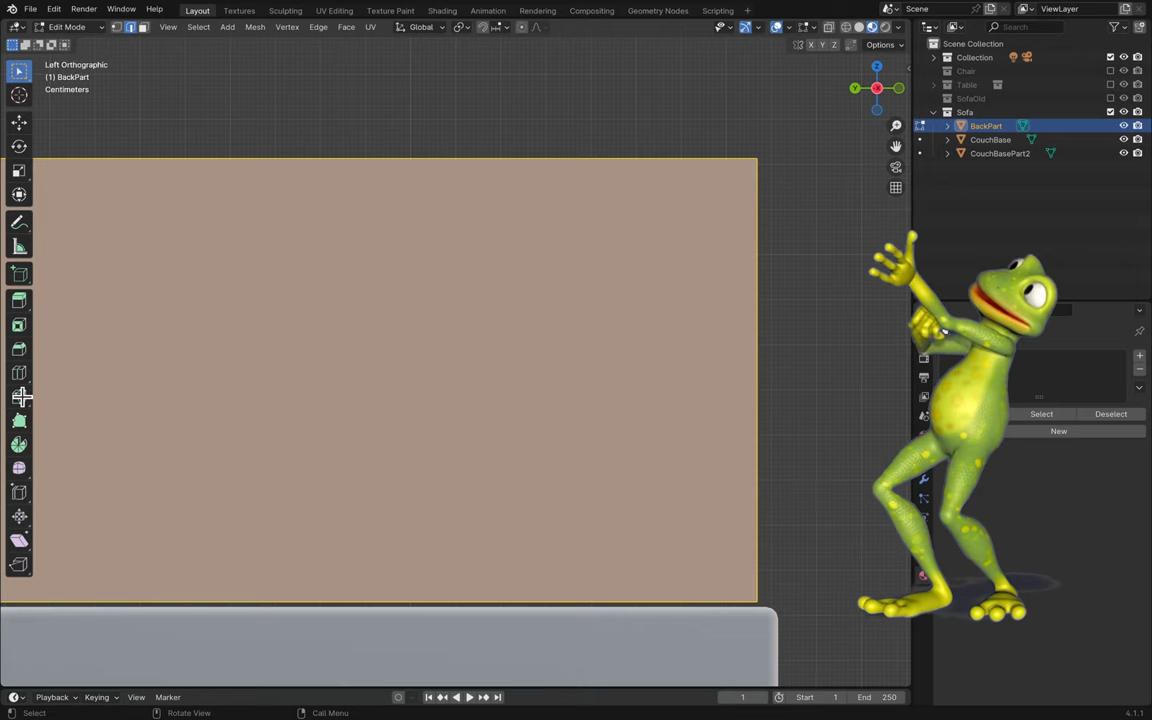 File Edit Render Window Help Layout Textures Sculpting UV Editing Texture Paint Shading Animation Rendering Compositing Geometry Nodes Scripting Scene ViewLayer
Edit Mode View Select Add Mesh Vertex Edge Face UV Global Search
X Y Z Options
Left Orthographic
(1) BackPart
Centimeters
Z
Y
X
Scene Collection
Collection
Chair
Table
SofaOld
Sofa
BackPart
CouchBase
CouchBasePart2
Select Deselect
New
Playback Keying View Marker 1 Start 1 End 250
Select Rotate View Call Menu 4.1.1